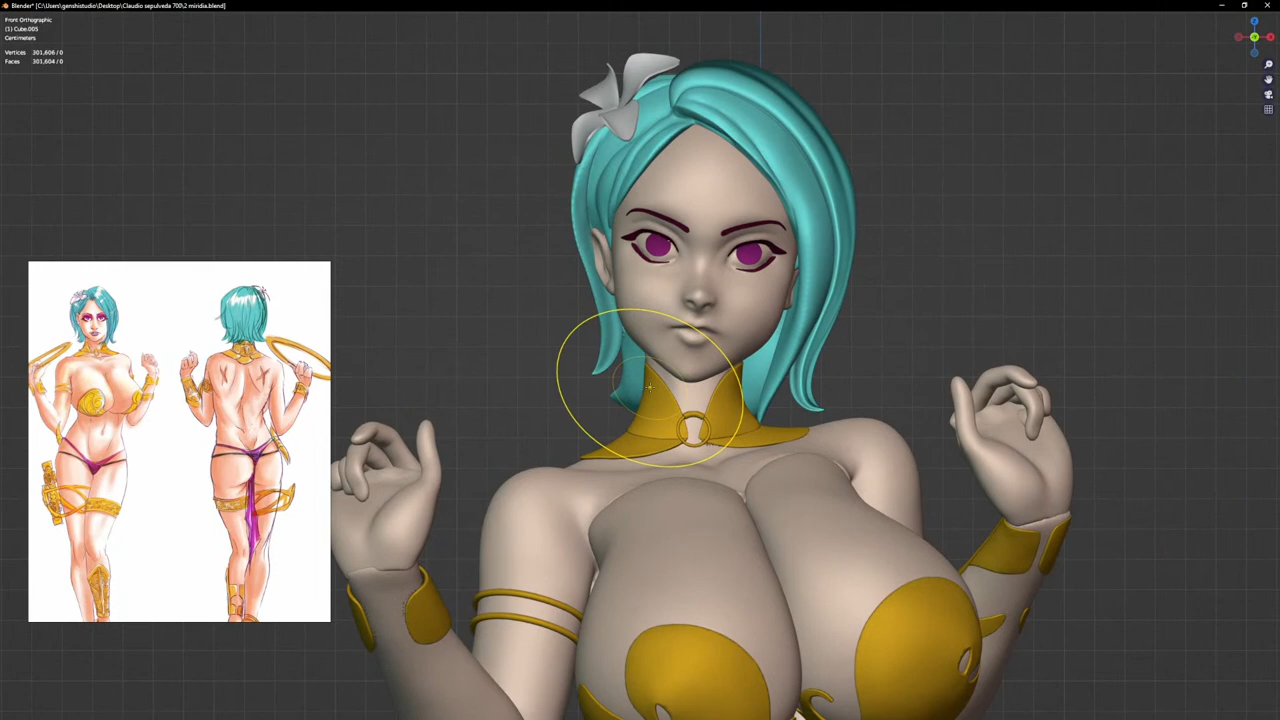 Blender* [C:\Users\genshistudio\Desktop\Claudio sepulveda 700\2 miridia.blend]
Front Orthographic
(1) Cube.005
Centimeters
Vertices 301,606 / 0
Faces 301,604 / 0